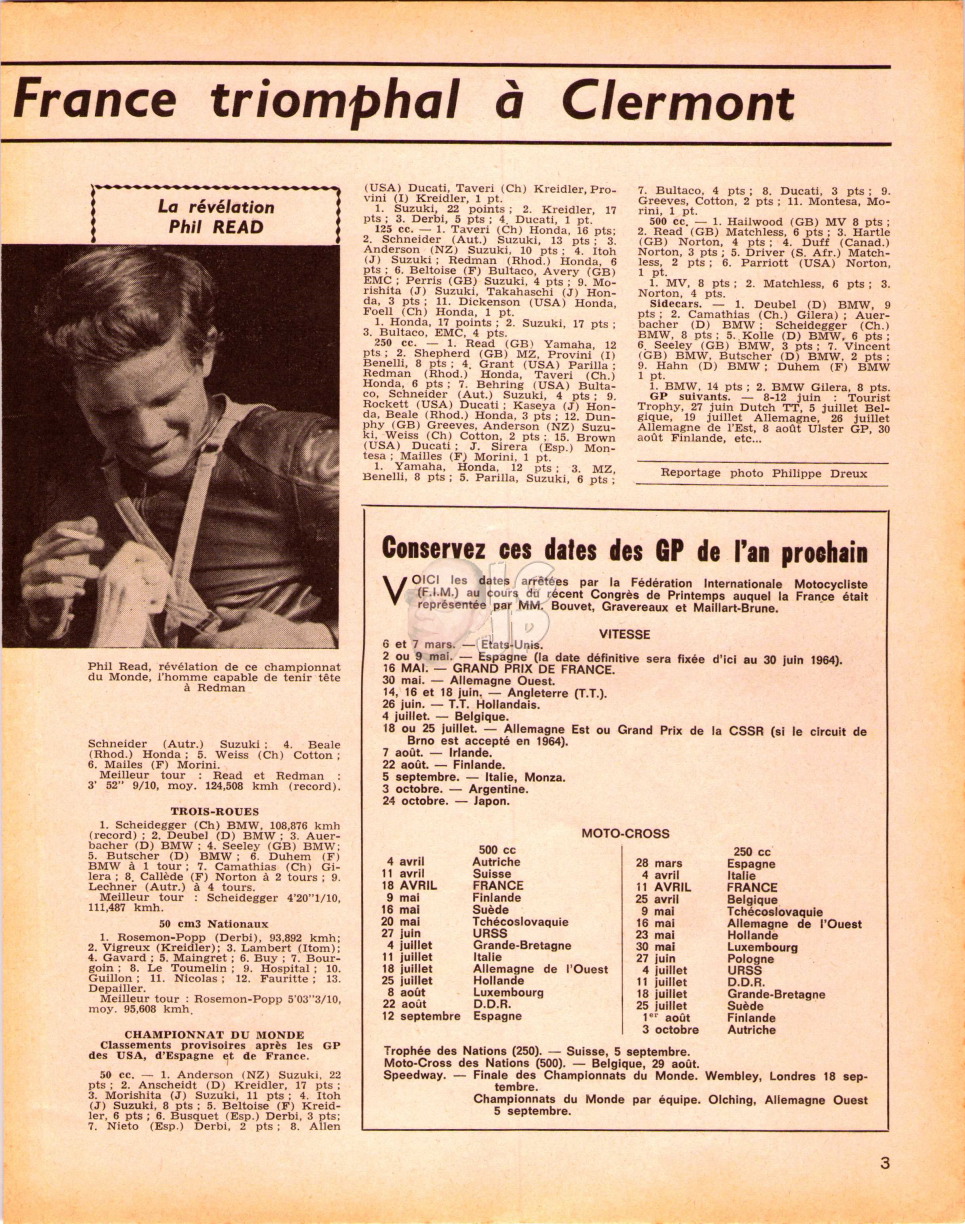 France triomphal à Clermont
La révélation
Phil READ
Phil Read, révélation de ce championnat
du Monde, l'homme capable de tenir tête
à Redman
Schneider (Autr.) Suzuki ; 4. Beale
(Rhod.) Honda ; 5. Weiss (Ch) Cotton ;
6. Mailes (F) Morini.
Meilleur tour : Read et Redman :
3' 52'' 9/10, moy. 124,508 kmh (record).
TROIS-ROUES
1. Scheidegger (Ch) BMW, 108,876 kmh
(record) ; 2. Deubel (D) BMW ; 3. Auer-
bacher (D) BMW ; 4. Seeley (GB) BMW;
5. Butscher (D) BMW ; 6. Duhem (F)
BMW à 1 tour ; 7. Camathias (Ch) Gi-
lera ; 8. Callède (F) Norton à 2 tours ; 9.
Lechner (Autr.) à 4 tours.
Meilleur tour : Scheidegger 4'20''1/10,
111,487 kmh.
50 cm3 Nationaux
1. Rosemon-Popp (Derbi), 93,892 kmh;
2. Vigreux (Kreidler); 3. Lambert (Itom);
4. Gavard ; 5. Maingret ; 6. Buy ; 7. Bour-
goin ; 8. Le Toumelin ; 9. Hospital ; 10.
Guillon ; 11. Nicolas ; 12. Fauritte ; 13.
Depailler.
Meilleur tour : Rosemon-Popp 5'03''3/10,
moy. 95,608 kmh.
CHAMPIONNAT DU MONDE
Classements provisoires après les GP
des USA, d'Espagne et de France.
50 cc. — 1. Anderson (NZ) Suzuki, 22
pts ; 2. Anscheidt (D) Kreidler, 17 pts ;
3. Morishita (J) Suzuki, 11 pts ; 4. Itoh
(J) Suzuki, 8 pts ; 5. Beltoise (F) Kreid-
ler, 6 pts ; 6. Busquet (Esp.) Derbi, 3 pts;
7. Nieto (Esp.) Derbi, 2 pts ; 8. Allen
(USA) Ducati, Taveri (Ch) Kreidler, Pro-
vini (I) Kreidler, 1 pt.
1. Suzuki, 22 points ; 2. Kreidler, 17
pts ; 3. Derbi, 5 pts ; 4. Ducati, 1 pt.
125 cc. — 1. Taveri (Ch) Honda, 16 pts;
2. Schneider (Aut.) Suzuki, 13 pts ; 3.
Anderson (NZ) Suzuki, 10 pts ; 4. Itoh
(J) Suzuki ; Redman (Rhod.) Honda, 6
pts ; 6. Beltoise (F) Bultaco, Avery (GB)
EMC ; Perris (GB) Suzuki, 4 pts ; 9. Mo-
rishita (J) Suzuki, Takahaschi (J) Hon-
da, 3 pts ; 11. Dickenson (USA) Honda,
Foell (Ch) Honda, 1 pt.
1. Honda, 17 points ; 2. Suzuki, 17 pts ;
3. Bultaco, EMC, 4 pts.
250 cc. — 1. Read (GB) Yamaha, 12
pts ; 2. Shepherd (GB) MZ, Provini (I)
Benelli, 8 pts ; 4. Grant (USA) Parilla ;
Redman (Rhod.) Honda, Taveri (Ch.)
Honda, 6 pts ; 7. Behring (USA) Bulta-
co, Schneider (Aut.) Suzuki, 4 pts ; 9.
Rockett (USA) Ducati ; Kaseya (J) Hon-
da, Beale (Rhod.) Honda, 3 pts ; 12. Dun-
phy (GB) Greeves, Anderson (NZ) Suzu-
ki, Weiss (Ch) Cotton, 2 pts ; 15. Brown
(USA) Ducati ; J. Sirera (Esp.) Mon-
tesa ; Mailles (F) Morini, 1 pt.
1. Yamaha, Honda, 12 pts ; 3. MZ,
Benelli, 8 pts ; 5. Parilla, Suzuki, 6 pts ;
7. Bultaco, 4 pts ; 8. Ducati, 3 pts ; 9.
Greeves, Cotton, 2 pts ; 11. Montesa, Mo-
rini, 1 pt.
500 cc. — 1. Hailwood (GB) MV 8 pts ;
2. Read (GB) Matchless, 6 pts ; 3. Hartle
(GB) Norton, 4 pts ; 4. Duff (Canad.)
Norton, 3 pts ; 5. Driver (S. Afr.) Match-
less, 2 pts ; 6. Parriott (USA) Norton,
1 pt.
1. MV, 8 pts ; 2. Matchless, 6 pts ; 3.
Norton, 4 pts.
Sidecars. — 1. Deubel (D) BMW, 9
pts ; 2. Camathias (Ch.) Gilera) ; Auer-
bacher (D) BMW ; Scheidegger (Ch.)
BMW, 8 pts ; 5. Kolle (D) BMW, 6 pts ;
6. Seeley (GB) BMW, 3 pts ; 7. Vincent
(GB) BMW, Butscher (D) BMW, 2 pts ;
9. Hahn (D) BMW ; Duhem (F) BMW
1 pt.
1. BMW, 14 pts ; 2. BMW Gilera, 8 pts.
GP suivants. — 8-12 juin : Tourist
Trophy, 27 juin Dutch TT, 5 juillet Bel-
gique, 19 juillet Allemagne, 26 juillet
Allemagne de l'Est, 8 août Ulster GP, 30
août Finlande, etc...
Reportage photo Philippe Dreux
Conservez ces dates des GP de l'an prochain
VOICI les dates arrêtées par la Fédération Internationale Motocycliste
(F.I.M.) au cours du récent Congrès de Printemps auquel la France était
représentée par MM. Bouvet, Gravereaux et Maillart-Brune.
VITESSE
6 et 7 mars. — Etats-Unis.
2 ou 9 mai. — Espagne (la date définitive sera fixée d'ici au 30 juin 1964).
16 MAI. — GRAND PRIX DE FRANCE.
30 mai. — Allemagne Ouest.
14, 16 et 18 juin. — Angleterre (T.T.).
26 juin. — T.T. Hollandais.
4 juillet. — Belgique.
18 ou 25 juillet. — Allemagne Est ou Grand Prix de la CSSR (si le circuit de
Brno est accepté en 1964).
7 août. — Irlande.
22 août. — Finlande.
5 septembre. — Italie, Monza.
3 octobre. — Argentine.
24 octobre. — Japon.
MOTO-CROSS
500 cc
4 avril Autriche
11 avril Suisse
18 AVRIL FRANCE
9 mai Finlande
16 mai Suède
20 mai Tchécoslovaquie
27 juin URSS
4 juillet Grande-Bretagne
11 juillet Italie
18 juillet Allemagne de l'Ouest
25 juillet Hollande
8 août Luxembourg
22 août D.D.R.
12 septembre Espagne
250 cc
28 mars Espagne
4 avril Italie
11 AVRIL FRANCE
25 avril Belgique
9 mai Tchécoslovaquie
16 mai Allemagne de l'Ouest
23 mai Hollande
30 mai Luxembourg
27 juin Pologne
4 juillet URSS
11 juillet D.D.R.
18 juillet Grande-Bretagne
25 juillet Suède
1er août Finlande
3 octobre Autriche
Trophée des Nations (250). — Suisse, 5 septembre.
Moto-Cross des Nations (500). — Belgique, 29 août.
Speedway. — Finale des Championnats du Monde. Wembley, Londres 18 sep-
tembre.
Championnats du Monde par équipe. Olching, Allemagne Ouest
5 septembre.
3